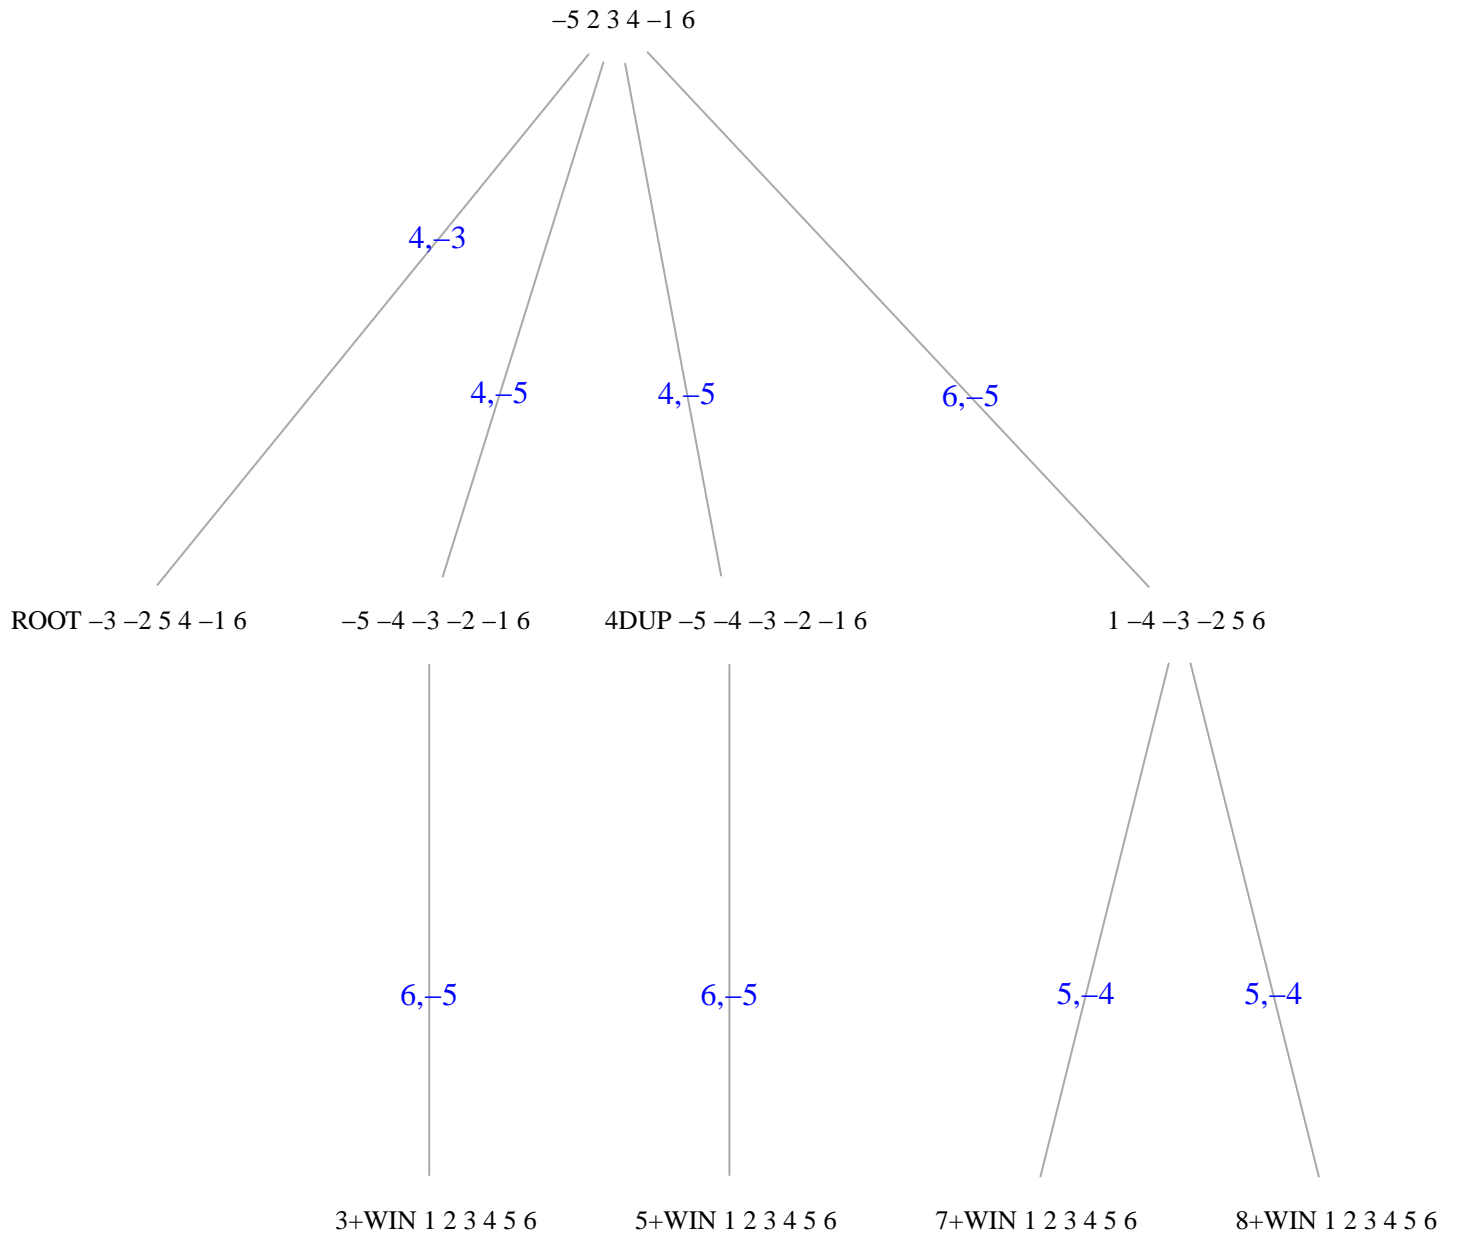 –5 2 3 4 –1 6
4,–3
4,–5
4,–5
6,–5
ROOT –3 –2 5 4 –1 6
–5 –4 –3 –2 –1 6
4DUP –5 –4 –3 –2 –1 6
1 –4 –3 –2 5 6
6,–5
6,–5
5,–4
5,–4
3+WIN 1 2 3 4 5 6
5+WIN 1 2 3 4 5 6
7+WIN 1 2 3 4 5 6
8+WIN 1 2 3 4 5 6